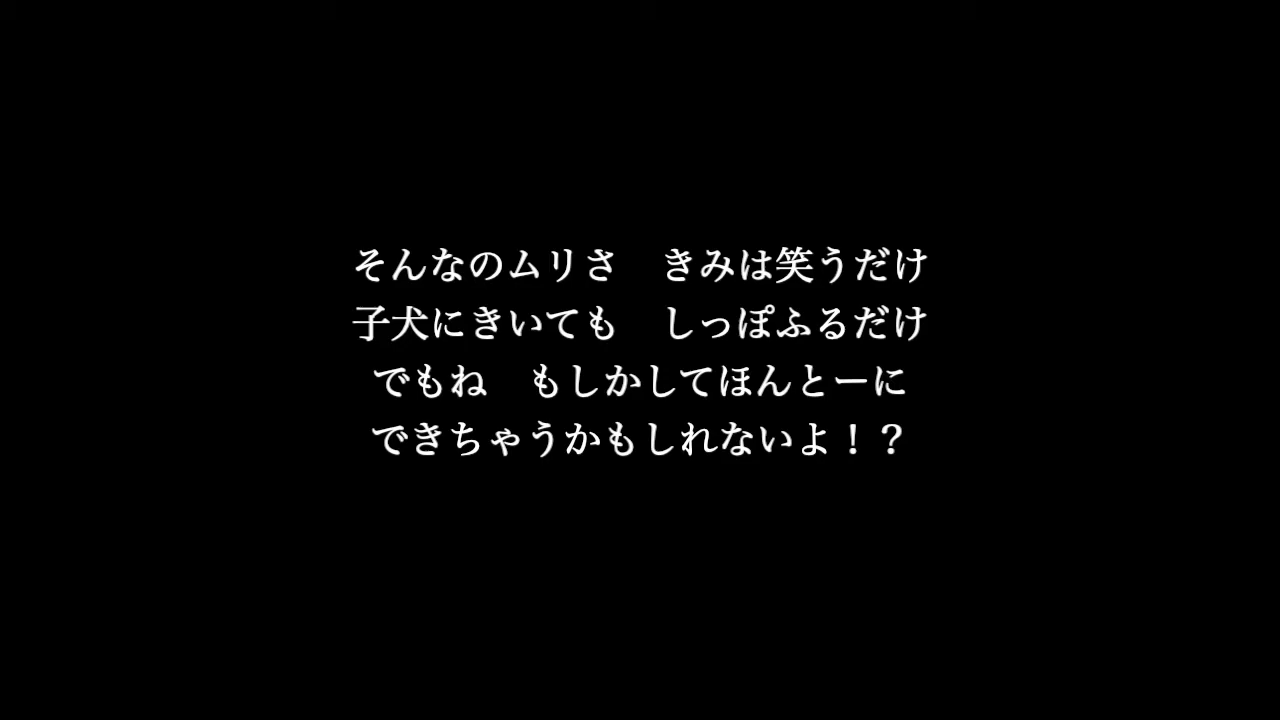 そんなのムリさ　きみは笑うだけ
子犬にきいても　しっぽふるだけ
でもね　もしかしてほんとーに
できちゃうかもしれないよ！？